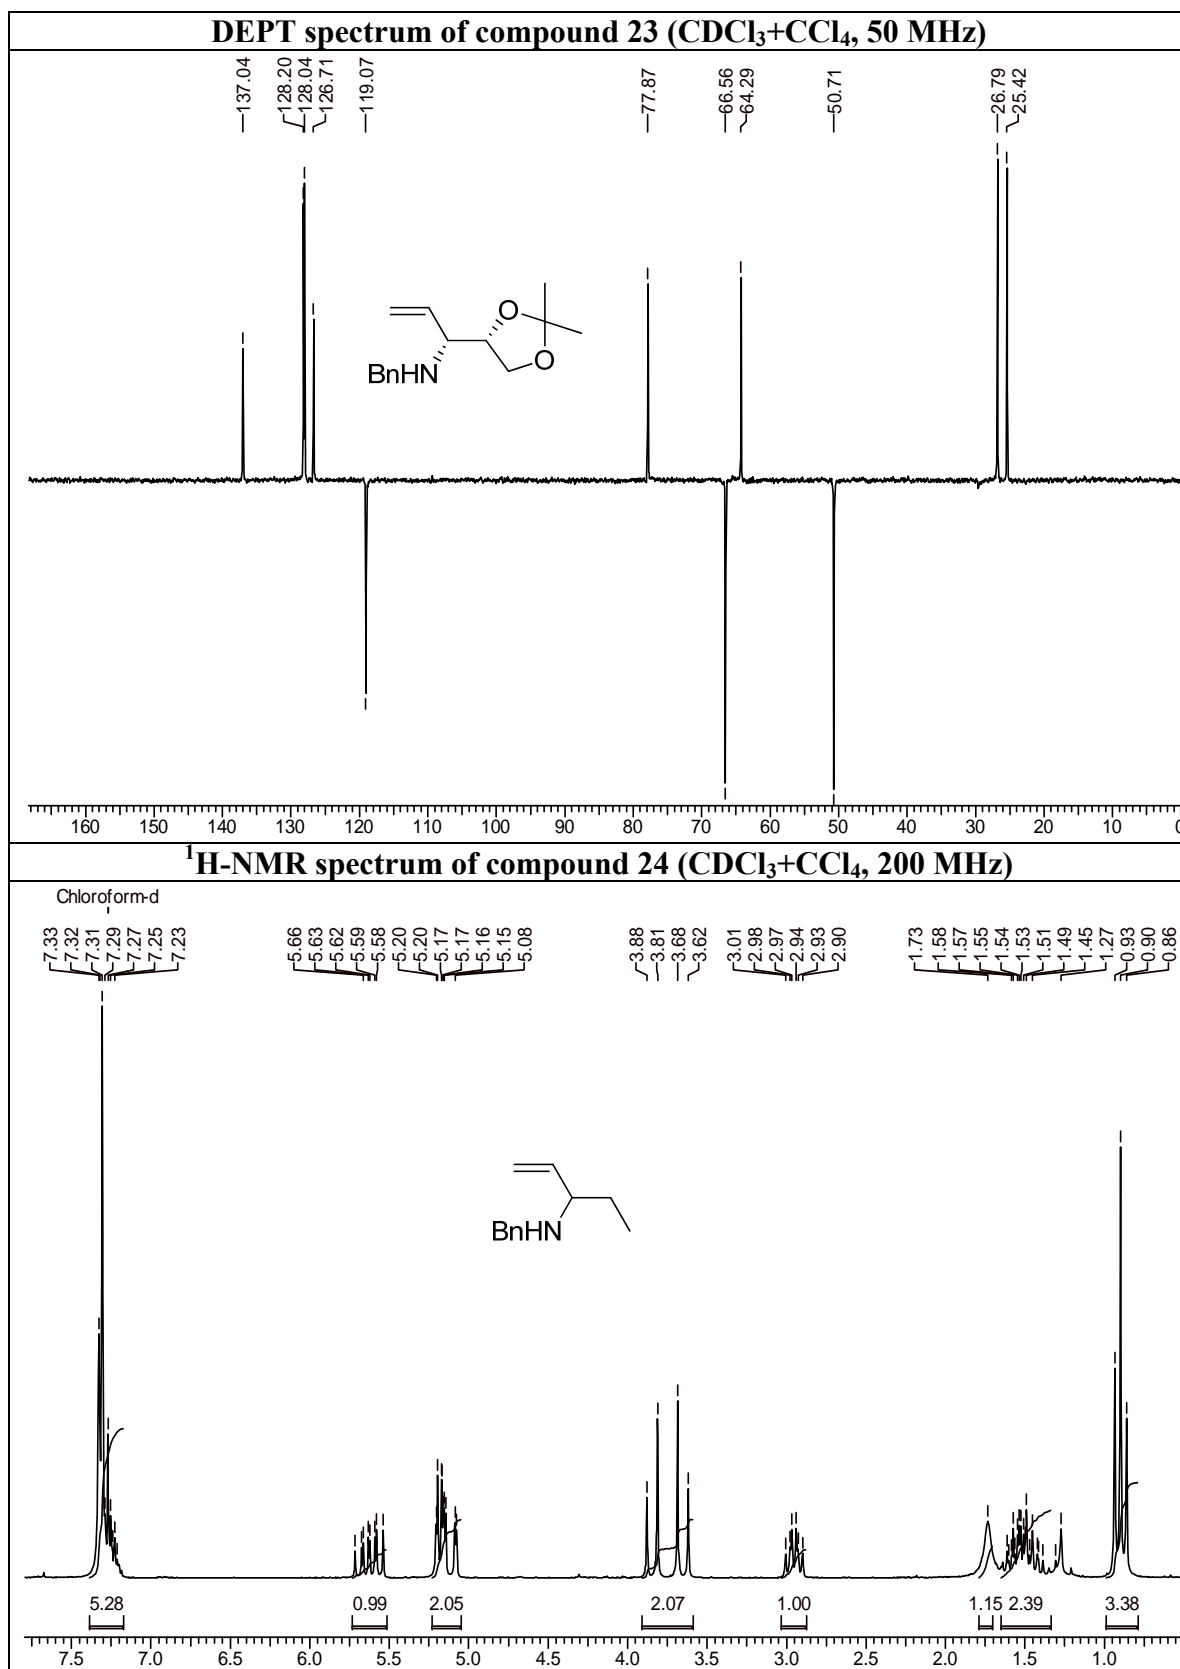 DEPT spectrum of compound 23 (CDCl₃+CCl₄, 50 MHz)
137.04 128.20 128.04 126.71 119.07 77.87 66.56 64.29 50.71 26.79 25.42
O
O
BnHN
160 150 140 130 120 110 100 90 80 70 60 50 40 30 20 10 0
¹H-NMR spectrum of compound 24 (CDCl₃+CCl₄, 200 MHz)
Chloroform-d
7.33 7.32 7.31 7.29 7.27 7.25 7.23 5.66 5.63 5.62 5.59 5.58 5.20 5.20 5.17 5.17 5.16 5.15 5.08 3.88 3.81 3.68 3.62 3.01 2.98 2.97 2.94 2.93 2.90 1.73 1.58 1.57 1.55 1.54 1.53 1.51 1.49 1.45 1.27 0.93 0.90 0.86
BnHN
5.28 0.99 2.05 2.07 1.00 1.15 2.39 3.38
7.5 7.0 6.5 6.0 5.5 5.0 4.5 4.0 3.5 3.0 2.5 2.0 1.5 1.0